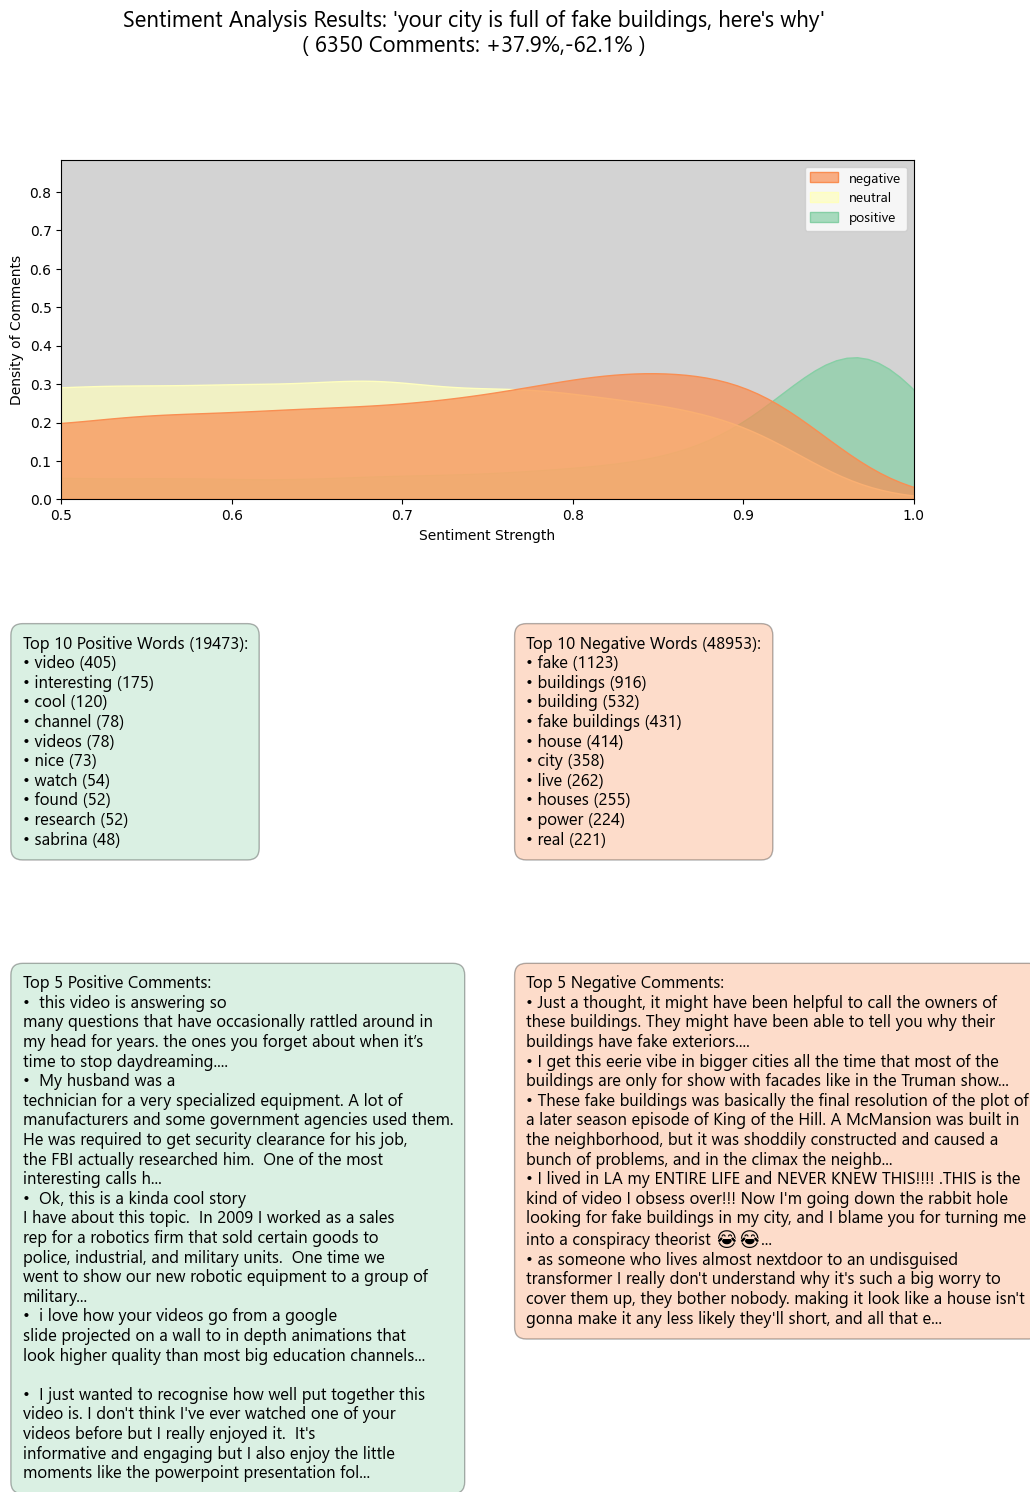 Sentiment Analysis Results: 'your city is full of fake buildings, here's why'
( 6350 Comments: +37.9%,-62.1% )
negative
neutral
positive
Density of Comments
0.8
0.7
0.6
0.5
0.4
0.3
0.2
0.1
0.0
0.5 0.6 0.7 0.8 0.9 1.0
Sentiment Strength
Top 10 Positive Words (19473):
• video (405)
• interesting (175)
• cool (120)
• channel (78)
• videos (78)
• nice (73)
• watch (54)
• found (52)
• research (52)
• sabrina (48)
Top 10 Negative Words (48953):
• fake (1123)
• buildings (916)
• building (532)
• fake buildings (431)
• house (414)
• city (358)
• live (262)
• houses (255)
• power (224)
• real (221)
Top 5 Positive Comments:
•  this video is answering so
many questions that have occasionally rattled around in
my head for years. the ones you forget about when it’s
time to stop daydreaming....
•  My husband was a
technician for a very specialized equipment. A lot of
manufacturers and some government agencies used them.
He was required to get security clearance for his job,
the FBI actually researched him.  One of the most
interesting calls h...
•  Ok, this is a kinda cool story
I have about this topic.  In 2009 I worked as a sales
rep for a robotics firm that sold certain goods to
police, industrial, and military units.  One time we
went to show our new robotic equipment to a group of
military...
•  i love how your videos go from a google
slide projected on a wall to in depth animations that
look higher quality than most big education channels...
•  I just wanted to recognise how well put together this
video is. I don't think I've ever watched one of your
videos before but I really enjoyed it.  It's
informative and engaging but I also enjoy the little
moments like the powerpoint presentation fol...
Top 5 Negative Comments:
• Just a thought, it might have been helpful to call the owners of
these buildings. They might have been able to tell you why their
buildings have fake exteriors....
• I get this eerie vibe in bigger cities all the time that most of the
buildings are only for show with facades like in the Truman show...
• These fake buildings was basically the final resolution of the plot of
a later season episode of King of the Hill. A McMansion was built in
the neighborhood, but it was shoddily constructed and caused a
bunch of problems, and in the climax the neighb...
• I lived in LA my ENTIRE LIFE and NEVER KNEW THIS!!!! .THIS is the
kind of video I obsess over!!! Now I'm going down the rabbit hole
looking for fake buildings in my city, and I blame you for turning me
into a conspiracy theorist 😂😂...
• as someone who lives almost nextdoor to an undisguised
transformer I really don't understand why it's such a big worry to
cover them up, they bother nobody. making it look like a house isn't
gonna make it any less likely they'll short, and all that e...